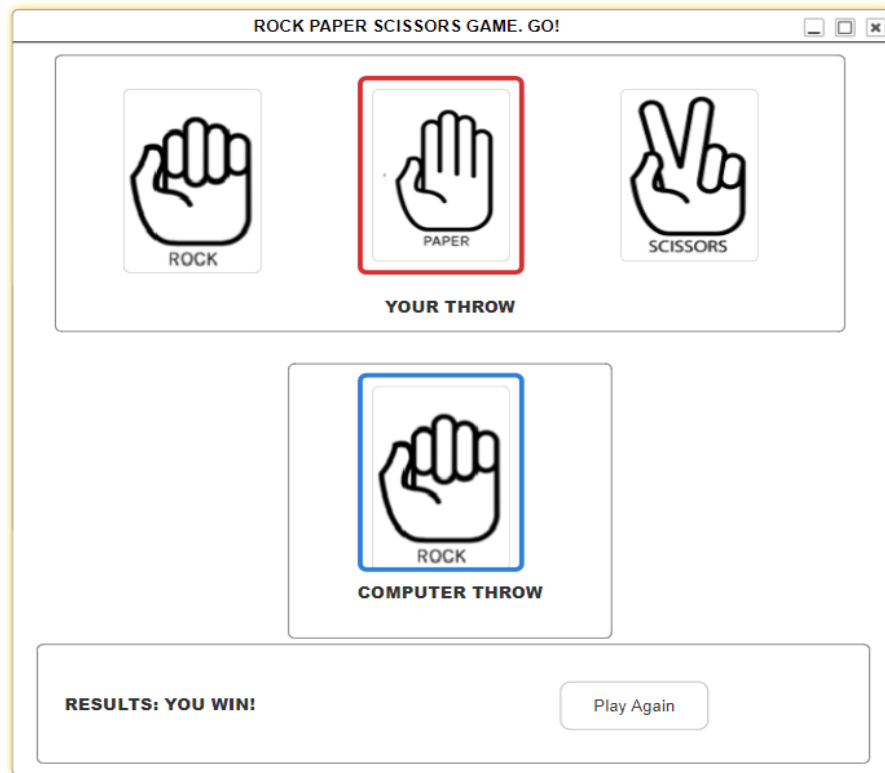 ROCK PAPER SCISSORS GAME. GO!
ROCK
PAPER
SCISSORS
YOUR THROW
ROCK
COMPUTER THROW
RESULTS: YOU WIN!
Play Again